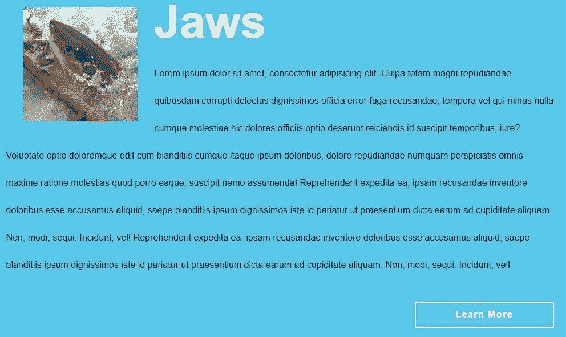 Jaws
Lorem ipsum dolor sit amet, consectetur adipisicing elit. Culpa totam magni repudiandae
quibusdam corrupti delectus dignissimos officia error fuga recusandae, tempora vel qui minus nulla
cumque molestiae hic dolores officiis optio deserunt reiciendis id suscipit temporibus, iure?
Voluptate optio doloremque odit cum blanditiis cumque itaque ipsum doloribus, dolore repudiandae numquam perspiciatis omnis
maxime ratione molestias quod porro eaque, suscipit nemo assumenda! Reprehenderit expedita ea, ipsam recusandae inventore
doloribus esse accusamus aliquid, saepe blanditiis ipsum dignissimos iste id pariatur ut praesentium dicta earum ad cupiditate aliquam.
Non, modi, sequi. Incidunt, vel! Reprehenderit expedita ea, ipsam recusandae inventore doloribus esse accusamus aliquid, saepe
blanditiis ipsum dignissimos iste id pariatur ut praesentium dicta earum ad cupiditate aliquam. Non, modi, sequi. Incidunt, vel!
Learn More